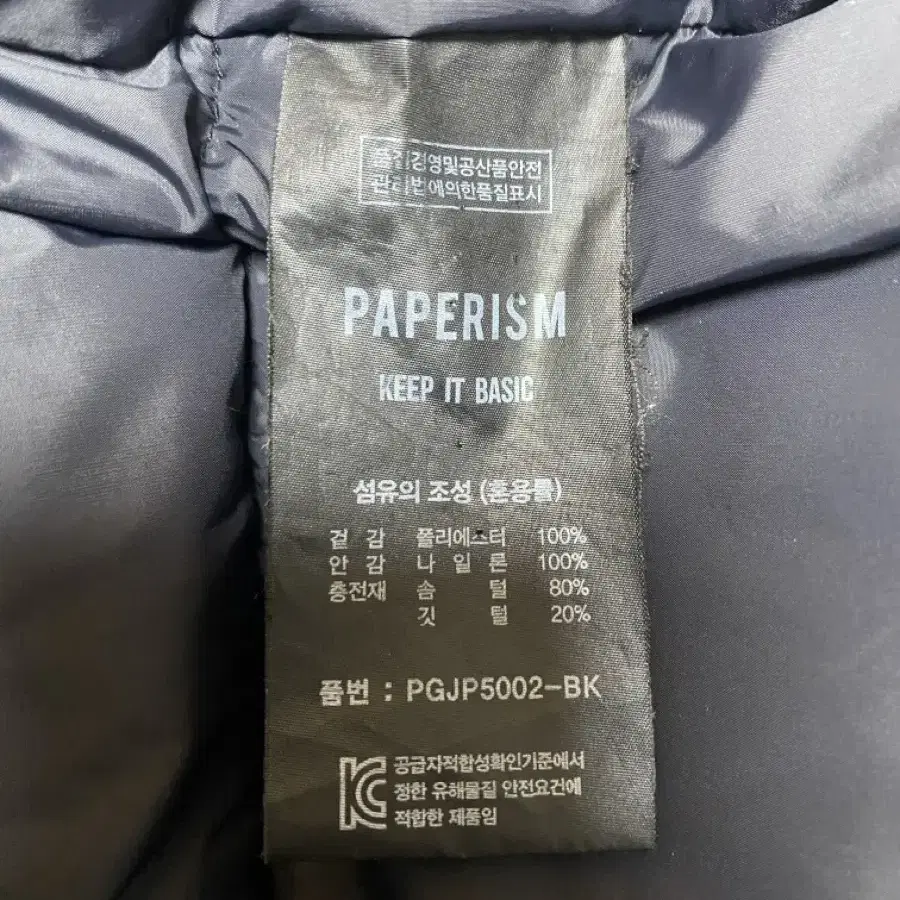 품질경영및공산품안전
관리법에의한품질표시
PAPERISM
KEEP IT BASIC
섬유의 조성 (혼용률)
겉 감 폴리에스터 100%
안 감 나 일 론 100%
충전재 솜 털 80%
깃 털 20%
품번 : PGJP5002-BK
공급자적합성확인기준에서
정한 유해물질 안전요건에
적합한 제품임